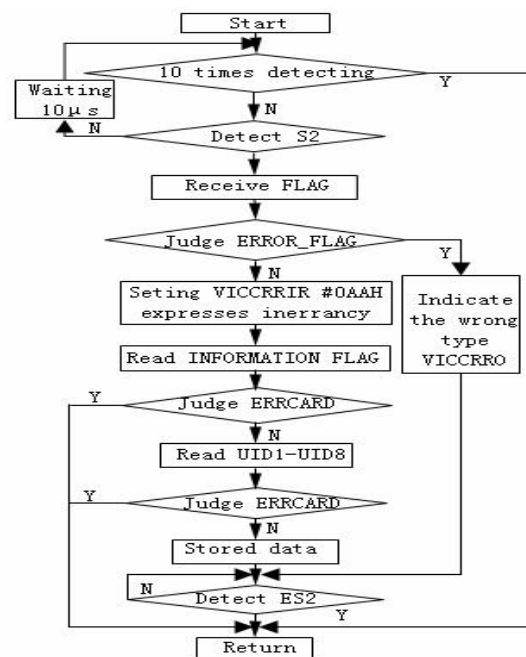 Start
10 times detecting
Y
Waiting
10μs
N
N
Detect S2
Receive FLAG
Judge ERROR_FLAG
Y
N
Seting VICCRRIR #0AAH
expresses inerrancy
Indicate
the wrong
type
VICCRRO
Read INFORMATION FLAG
Y
Judge ERRCARD
N
Read UID1-UID8
Y
Judge ERRCARD
N
Stored data
N
Detect ES2
Y
Return